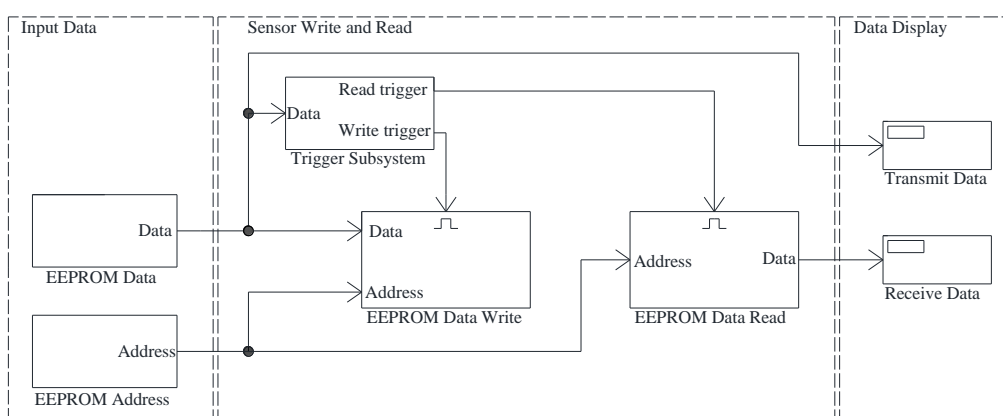 Input Data
Sensor Write and Read
Data Display
Read trigger
Data
Write trigger
Trigger Subsystem
Transmit Data
Data
EEPROM Data
Data
Address
EEPROM Data Write
Address
Data
EEPROM Data Read
Receive Data
Address
EEPROM Address